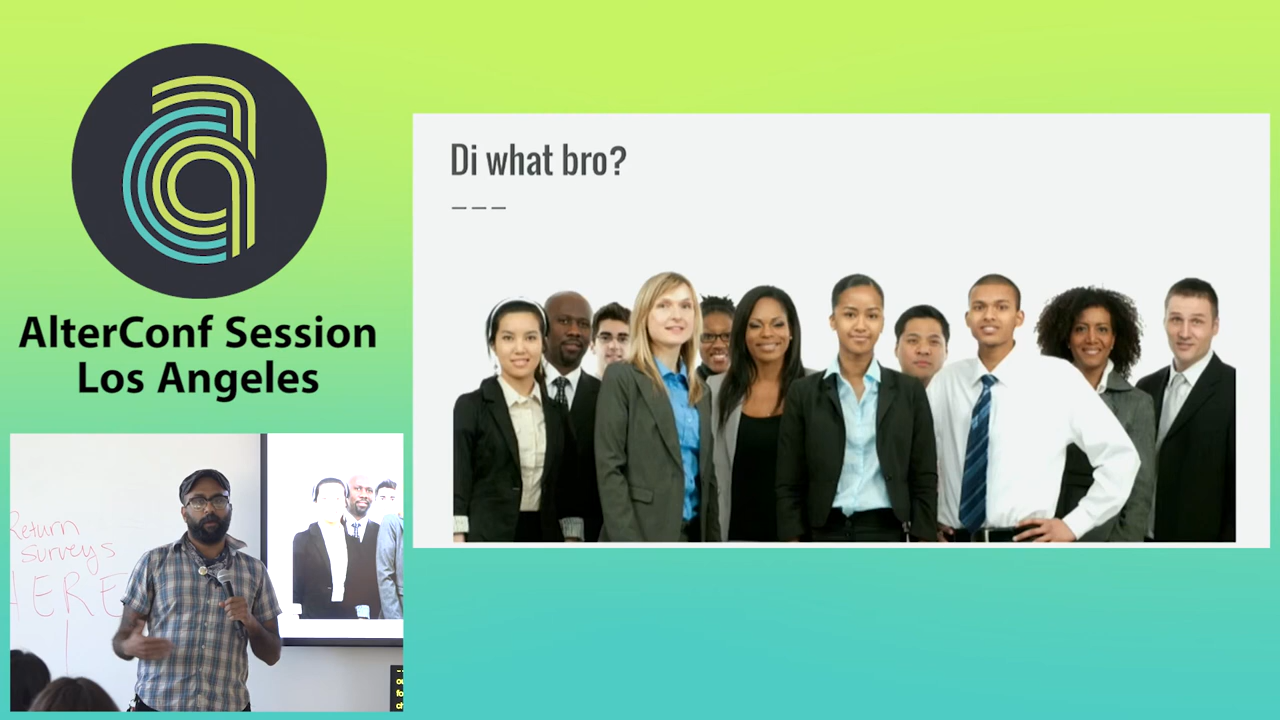 AlterConf Session
Los Angeles
Di what bro?
Return
Surveys
HERE